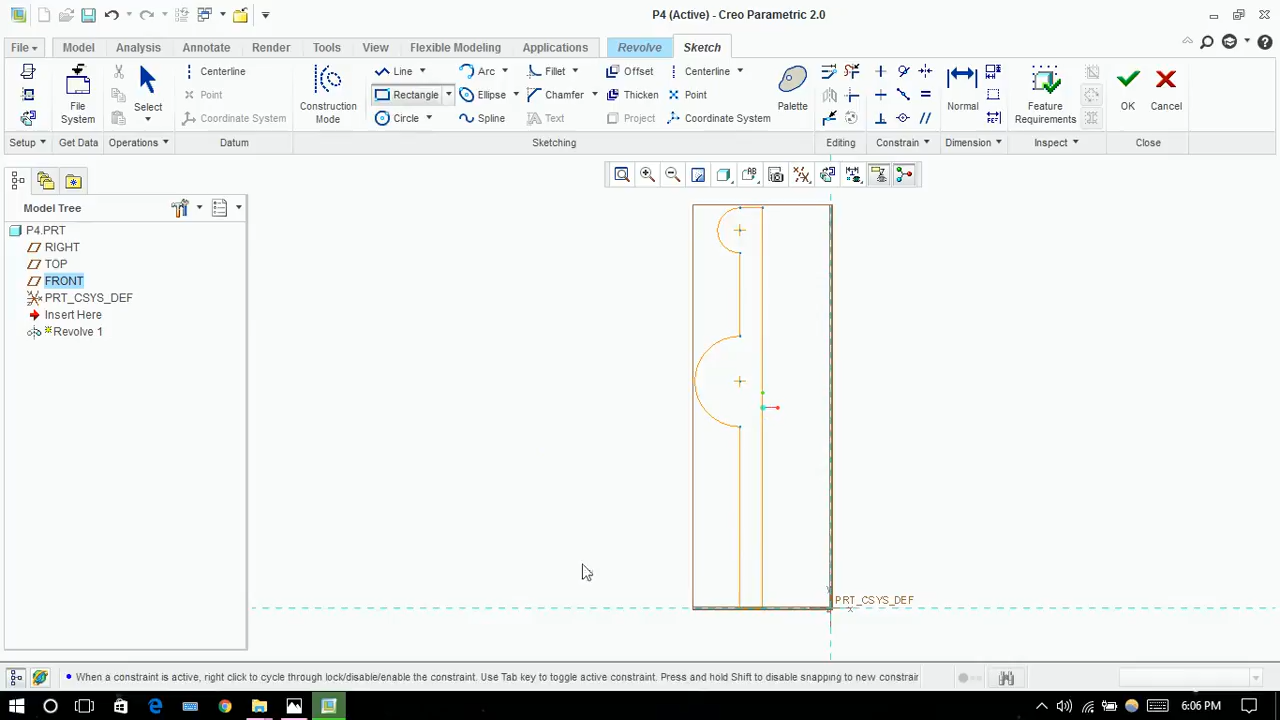 P4 (Active) - Creo Parametric 2.0
File Model Analysis Annotate Render Tools View Flexible Modeling Applications Revolve Sketch
File System
Select
Centerline
Point
Coordinate System
Construction Mode
Line Arc Fillet Offset Centerline
Rectangle Ellipse Chamfer Thicken Point
Circle Spline Text Project Coordinate System
Palette
Normal
Feature Requirements
OK
Cancel
Setup Get Data Operations Datum Sketching Editing Constrain Dimension Inspect Close
Model Tree
P4.PRT
RIGHT
TOP
FRONT
PRT_CSYS_DEF
Insert Here
Revolve 1
PRT_CSYS_DEF
When a constraint is active, right click to cycle through lock/disable/enable the constraint. Use Tab key to toggle active constraint. Press and hold Shift to disable snapping to new constrain
6:06 PM